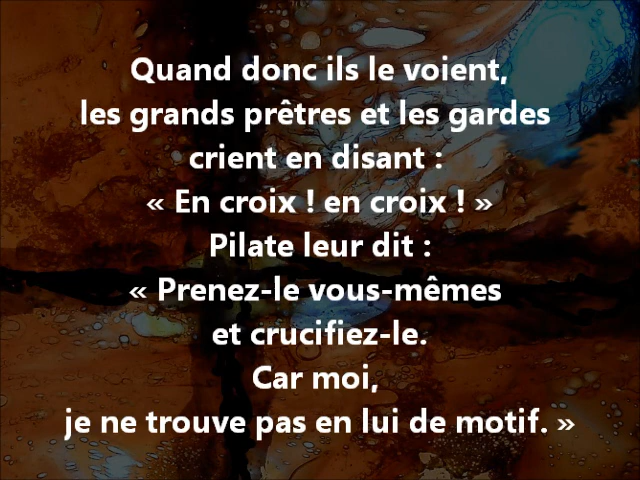 Quand donc ils le voient,
les grands prêtres et les gardes
crient en disant :
« En croix ! en croix ! »
Pilate leur dit :
« Prenez-le vous-mêmes
et crucifiez-le.
Car moi,
je ne trouve pas en lui de motif. »